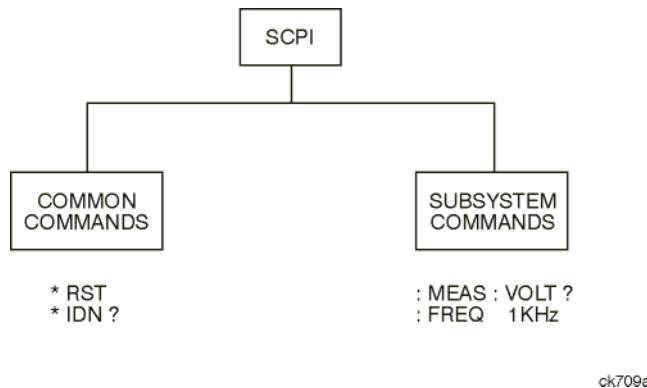 SCPI
COMMON
COMMANDS
SUBSYSTEM
COMMANDS
* RST
* IDN ?
: MEAS : VOLT ?
: FREQ 1KHz
ck709a